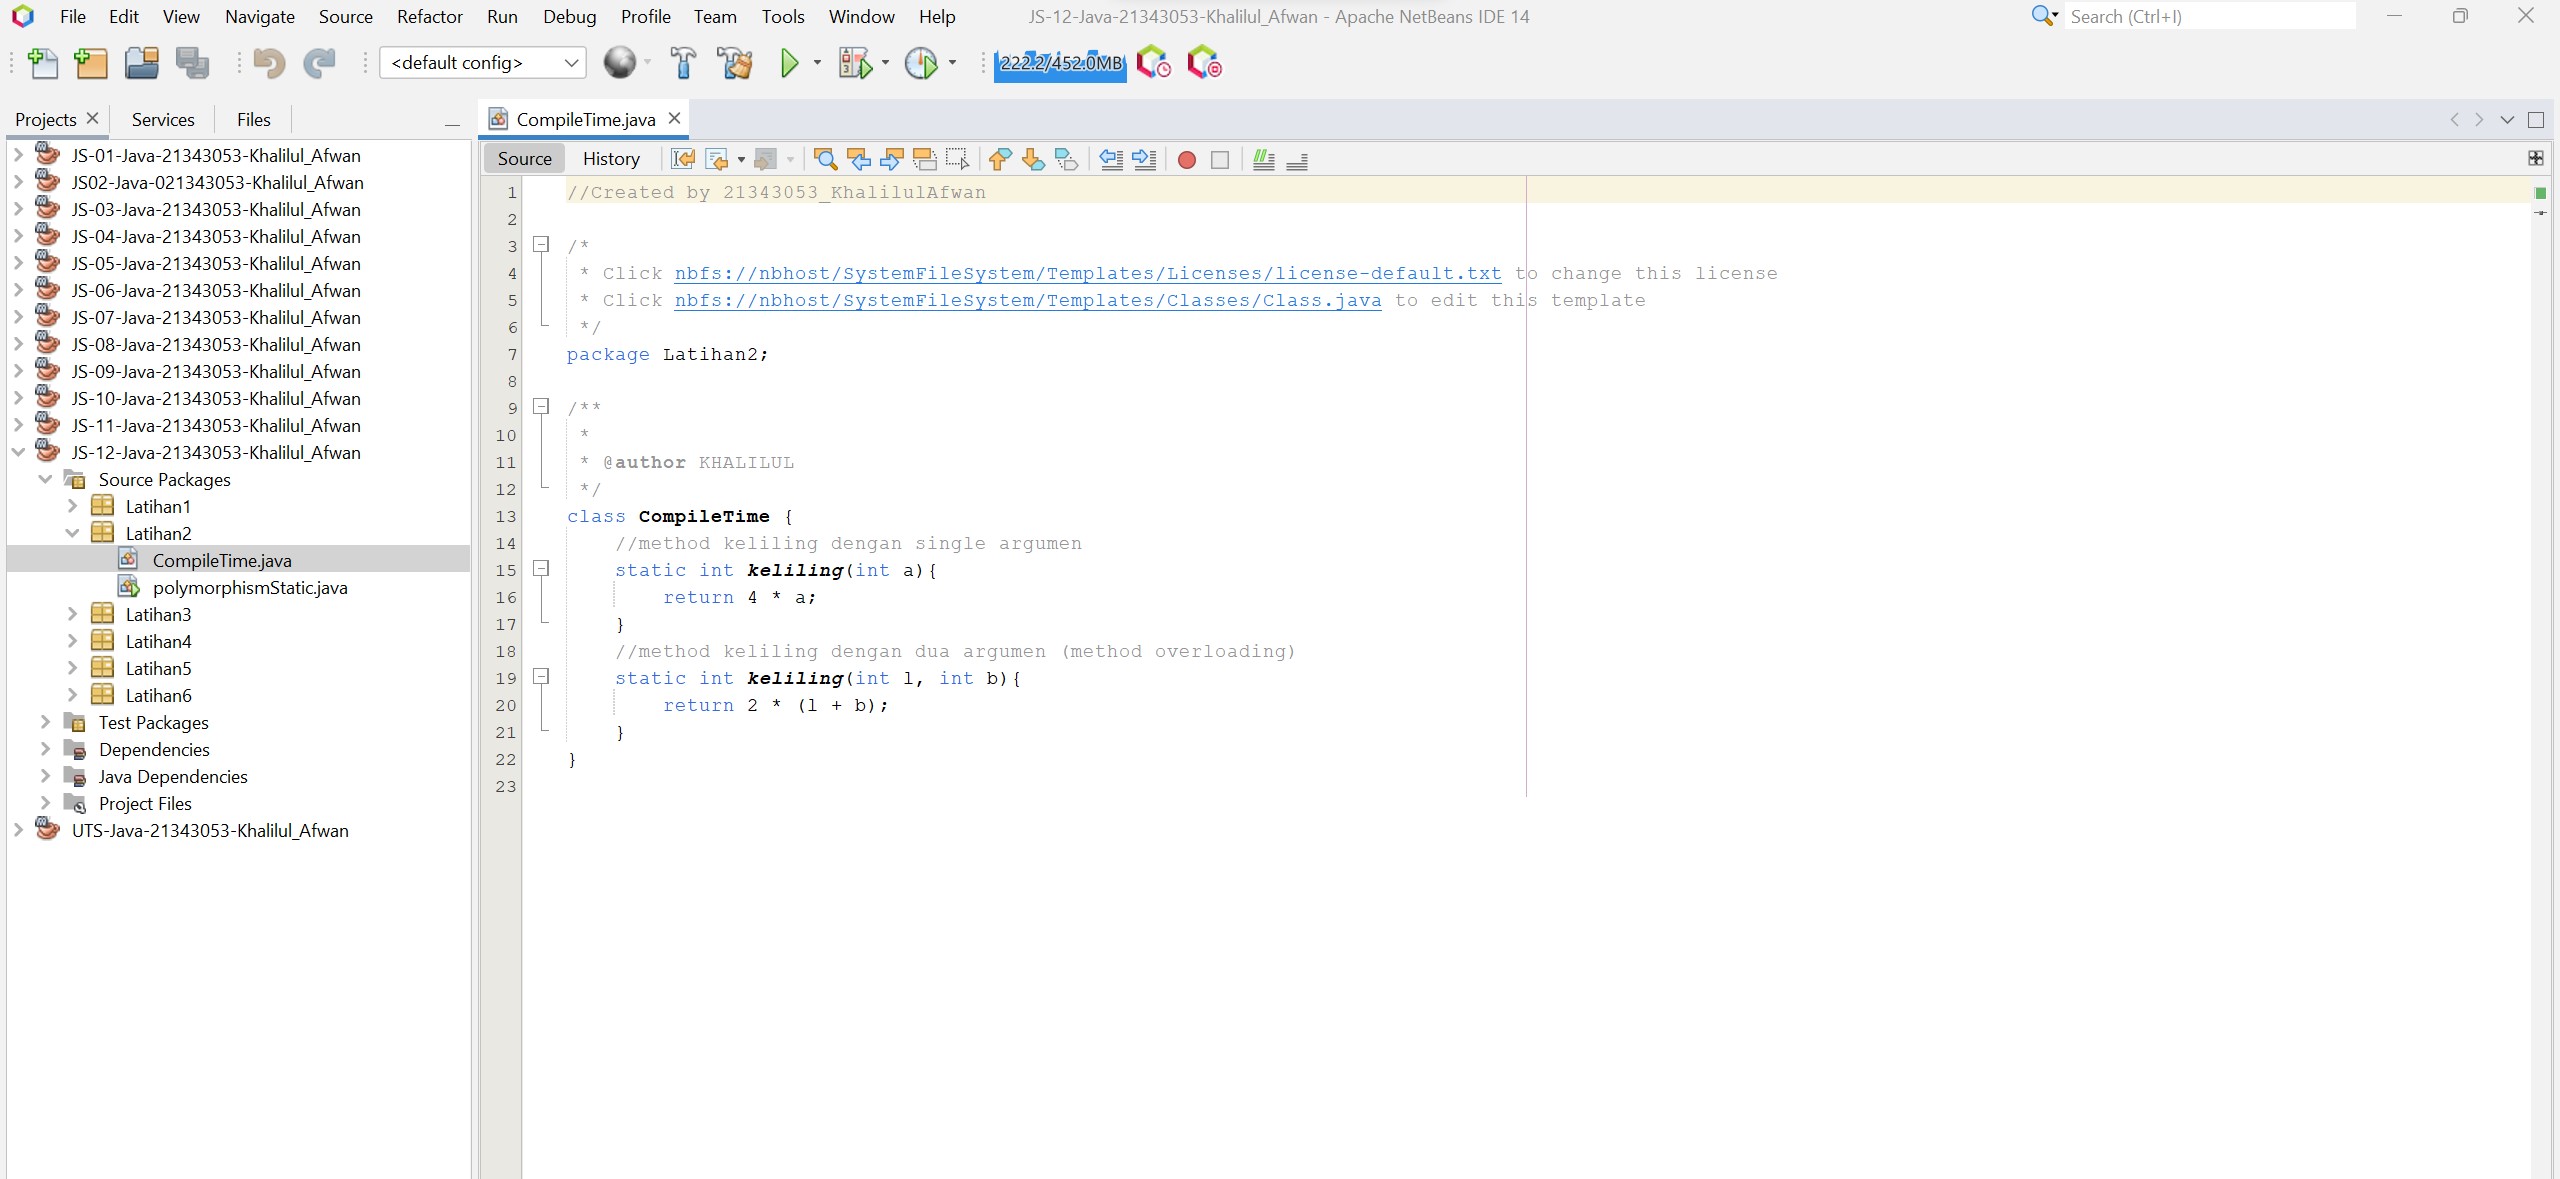 File Edit View Navigate Source Refactor Run Debug Profile Team Tools Window Help JS-12-Java-21343053-Khalilul_Afwan - Apache NetBeans IDE 14 Search (Ctrl+I)
<default config> 222.2/452.0MB
Projects Services Files
CompileTime.java
Source History
JS-01-Java-21343053-Khalilul_Afwan
JS02-Java-021343053-Khalilul_Afwan
JS-03-Java-21343053-Khalilul_Afwan
JS-04-Java-21343053-Khalilul_Afwan
JS-05-Java-21343053-Khalilul_Afwan
JS-06-Java-21343053-Khalilul_Afwan
JS-07-Java-21343053-Khalilul_Afwan
JS-08-Java-21343053-Khalilul_Afwan
JS-09-Java-21343053-Khalilul_Afwan
JS-10-Java-21343053-Khalilul_Afwan
JS-11-Java-21343053-Khalilul_Afwan
JS-12-Java-21343053-Khalilul_Afwan
Source Packages
Latihan1
Latihan2
CompileTime.java
polymorphismStatic.java
Latihan3
Latihan4
Latihan5
Latihan6
Test Packages
Dependencies
Java Dependencies
Project Files
UTS-Java-21343053-Khalilul_Afwan
1 //Created by 21343053_KhalilulAfwan
2
3 /*
4 * Click nbfs://nbhost/SystemFileSystem/Templates/Licenses/license-default.txt to change this license
5 * Click nbfs://nbhost/SystemFileSystem/Templates/Classes/Class.java to edit this template
6 */
7 package Latihan2;
8
9 /**
10 *
11 * @author KHALILUL
12 */
13 class CompileTime {
14 //method keliling dengan single argumen
15 static int keliling(int a){
16 return 4 * a;
17 }
18 //method keliling dengan dua argumen (method overloading)
19 static int keliling(int l, int b){
20 return 2 * (l + b);
21 }
22 }
23